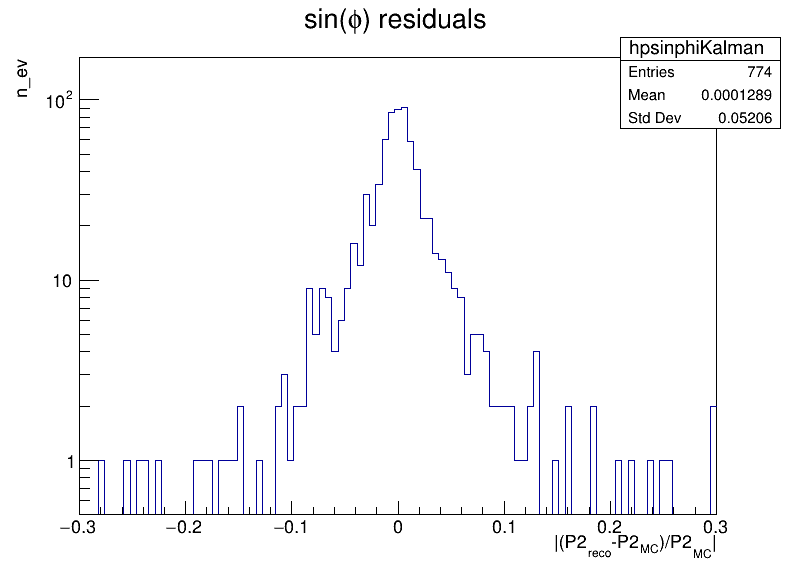 sin(ϕ) residuals
hpsinphiKalman
Entries 774
Mean 0.0001289
Std Dev 0.05206
n_ev
10²
10
1
−0.3 −0.2 −0.1 0 0.1 0.2 0.3
|(P2reco-P2MC)/P2MC|